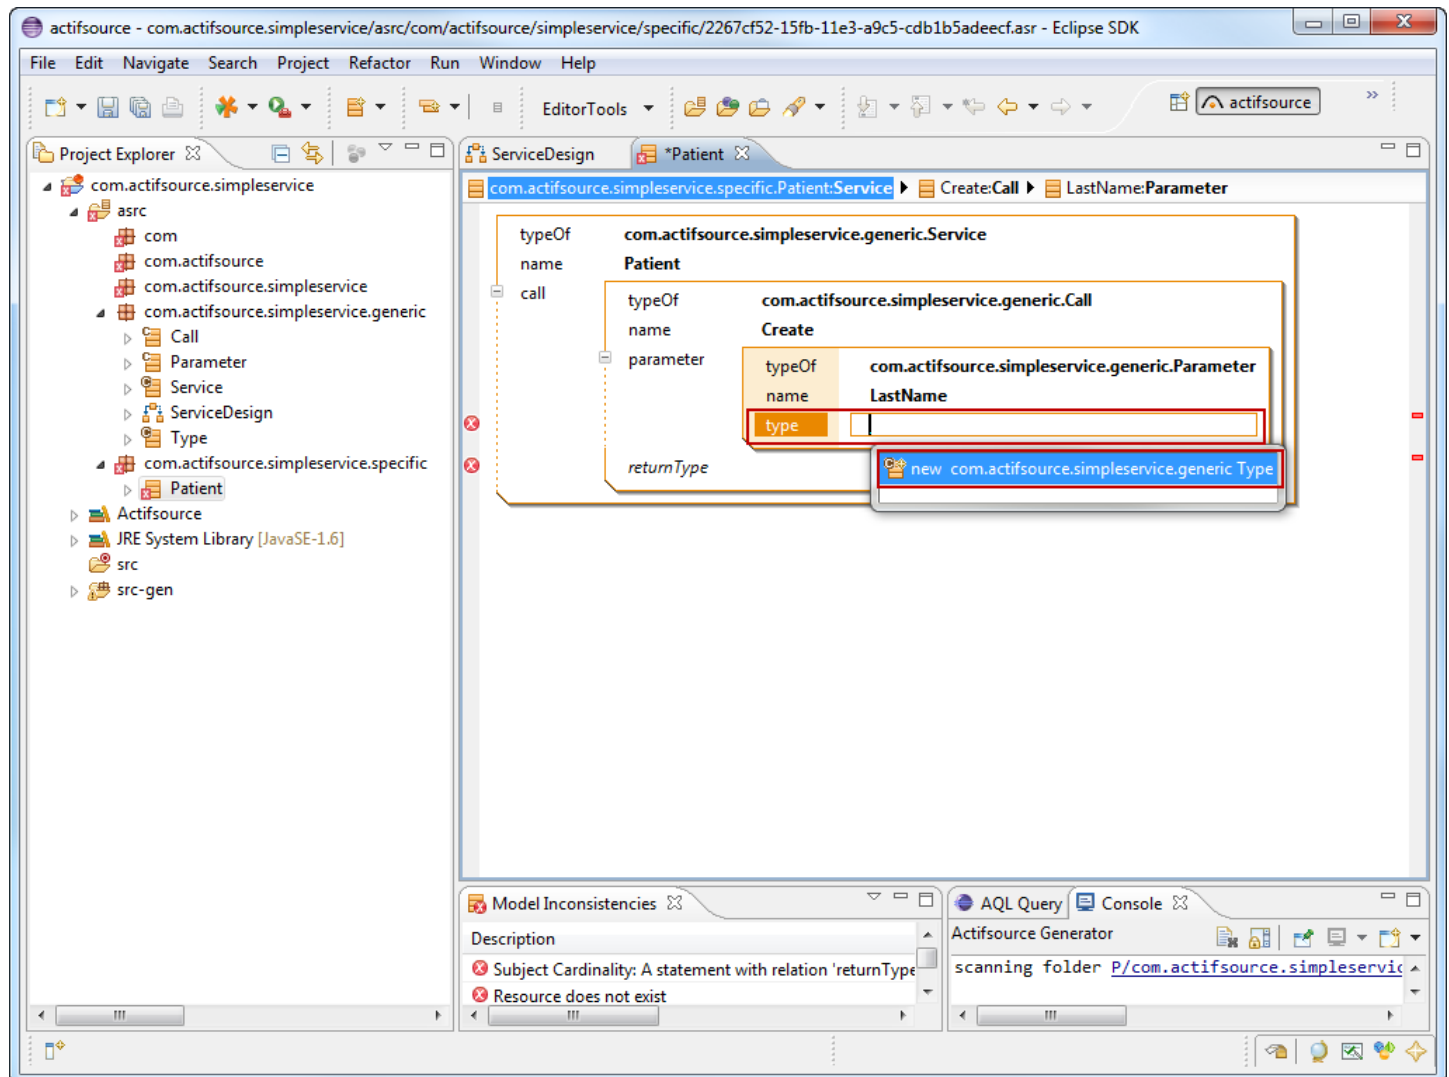 actifsource - com.actifsource.simpleservice/asrc/com/actifsource/simpleservice/specific/2267cf52-15fb-11e3-a9c5-cdb1b5adeecf.asr - Eclipse SDK
File Edit Navigate Search Project Refactor Run Window Help
EditorTools
actifsource
»
Project Explorer
com.actifsource.simpleservice
asrc
com
com.actifsource
com.actifsource.simpleservice
com.actifsource.simpleservice.generic
Call
Parameter
Service
ServiceDesign
Type
com.actifsource.simpleservice.specific
Patient
Actifsource
JRE System Library [JavaSE-1.6]
src
src-gen
ServiceDesign *Patient
com.actifsource.simpleservice.specific.Patient:Service Create:Call LastName:Parameter
typeOf com.actifsource.simpleservice.generic.Service
name Patient
call
typeOf com.actifsource.simpleservice.generic.Call
name Create
parameter
typeOf com.actifsource.simpleservice.generic.Parameter
name LastName
type
returnType
new com.actifsource.simpleservice.generic Type
Model Inconsistencies
Description
Subject Cardinality: A statement with relation 'returnType
Resource does not exist
AQL Query Console
Actifsource Generator
scanning folder P/com.actifsource.simpleservic